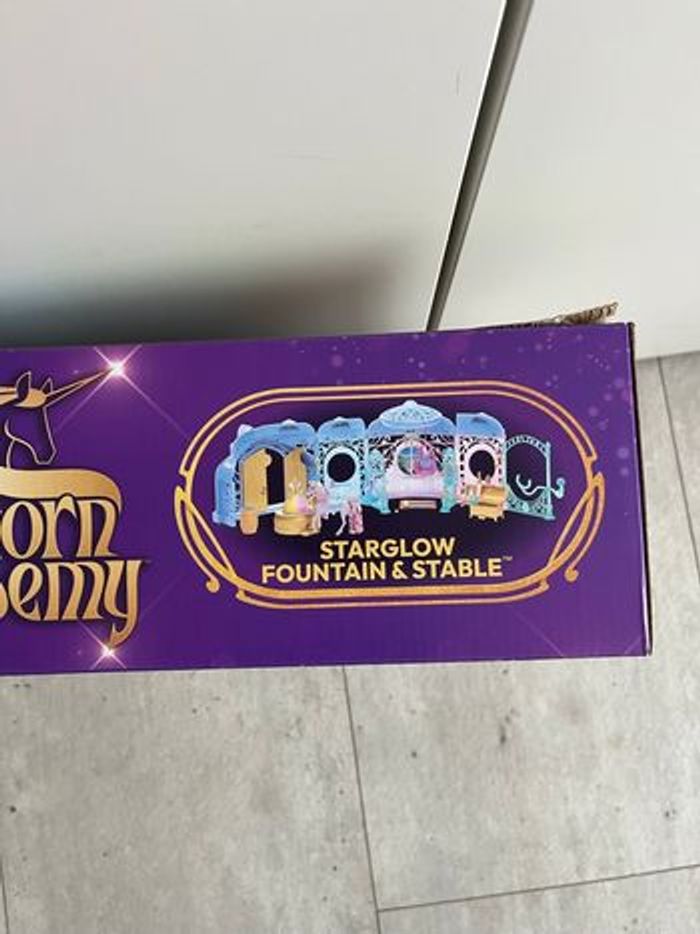 orn
emy
STARGLOW
FOUNTAIN & STABLE™